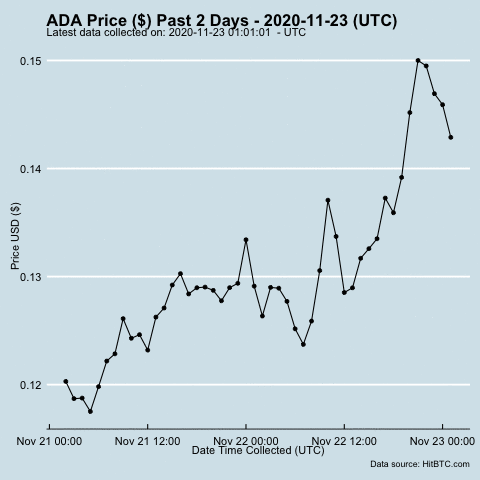 ADA Price ($) Past 2 Days - 2020-11-23 (UTC)
Latest data collected on: 2020-11-23 01:01:01 - UTC
0.15
0.14
0.13
0.12
Price USD ($)
Nov 21 00:00 Nov 21 12:00 Nov 22 00:00 Nov 22 12:00 Nov 23 00:00
Date Time Collected (UTC)
Data source: HitBTC.com